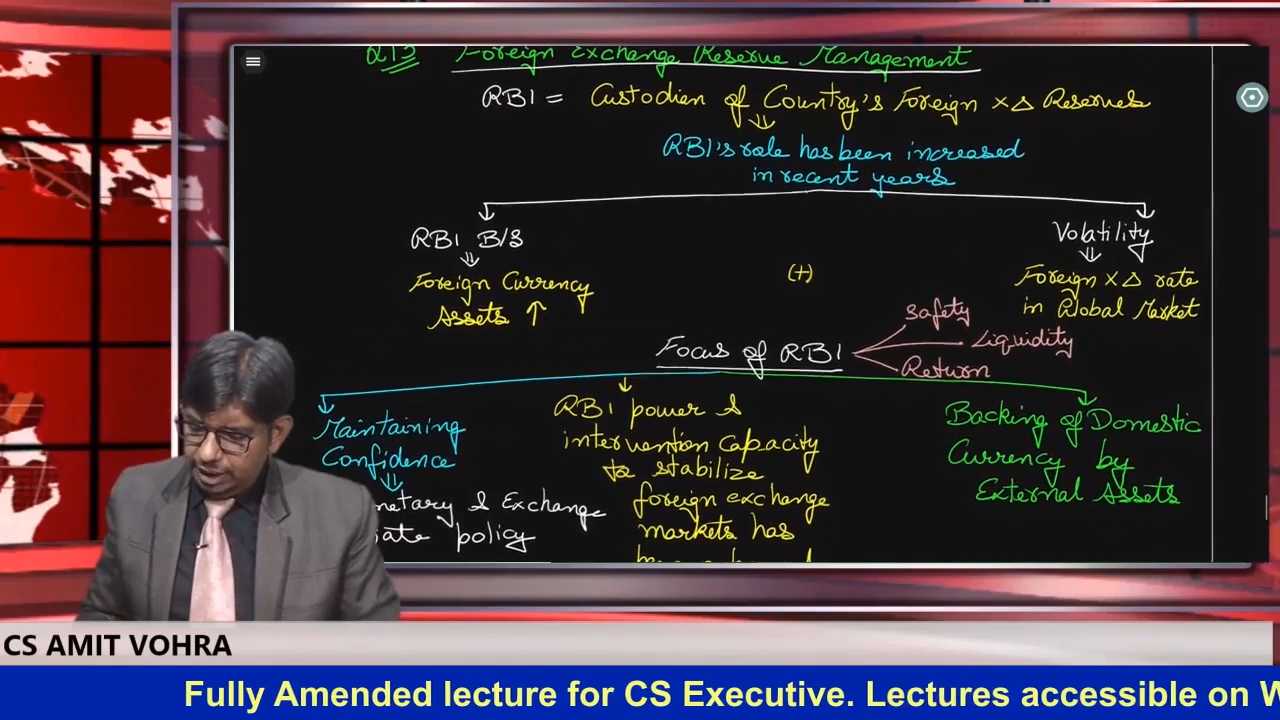 Q13 Foreign Exchange Reserve Management
RBI = Custodian of Country's Foreign x∆ Reserves
RBI's role has been increased
in recent years
RBI B/S
Volatility
Foreign Currency
Assets ↑
(+)
Foreign x∆ rate
in Global Market
Focus of RBI
Safety
Liquidity
Return
Maintaining
Confidence
netary & Exchange
ate policy
RBI power &
intervention capacity
to stabilize
foreign exchange
markets has
Backing of Domestic
Currency by
External Assets
CS AMIT VOHRA
Fully Amended lecture for CS Executive. Lectures accessible on W